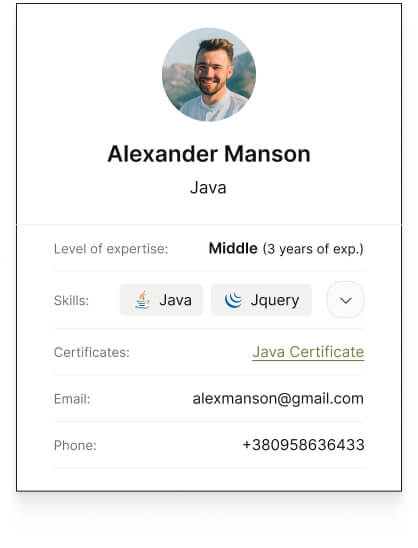 Alexander Manson
Java
Level of expertise: Middle (3 years of exp.)
Skills: Java Jquery
Certificates: Java Certificate
Email: alexmanson@gmail.com
Phone: +380958636433